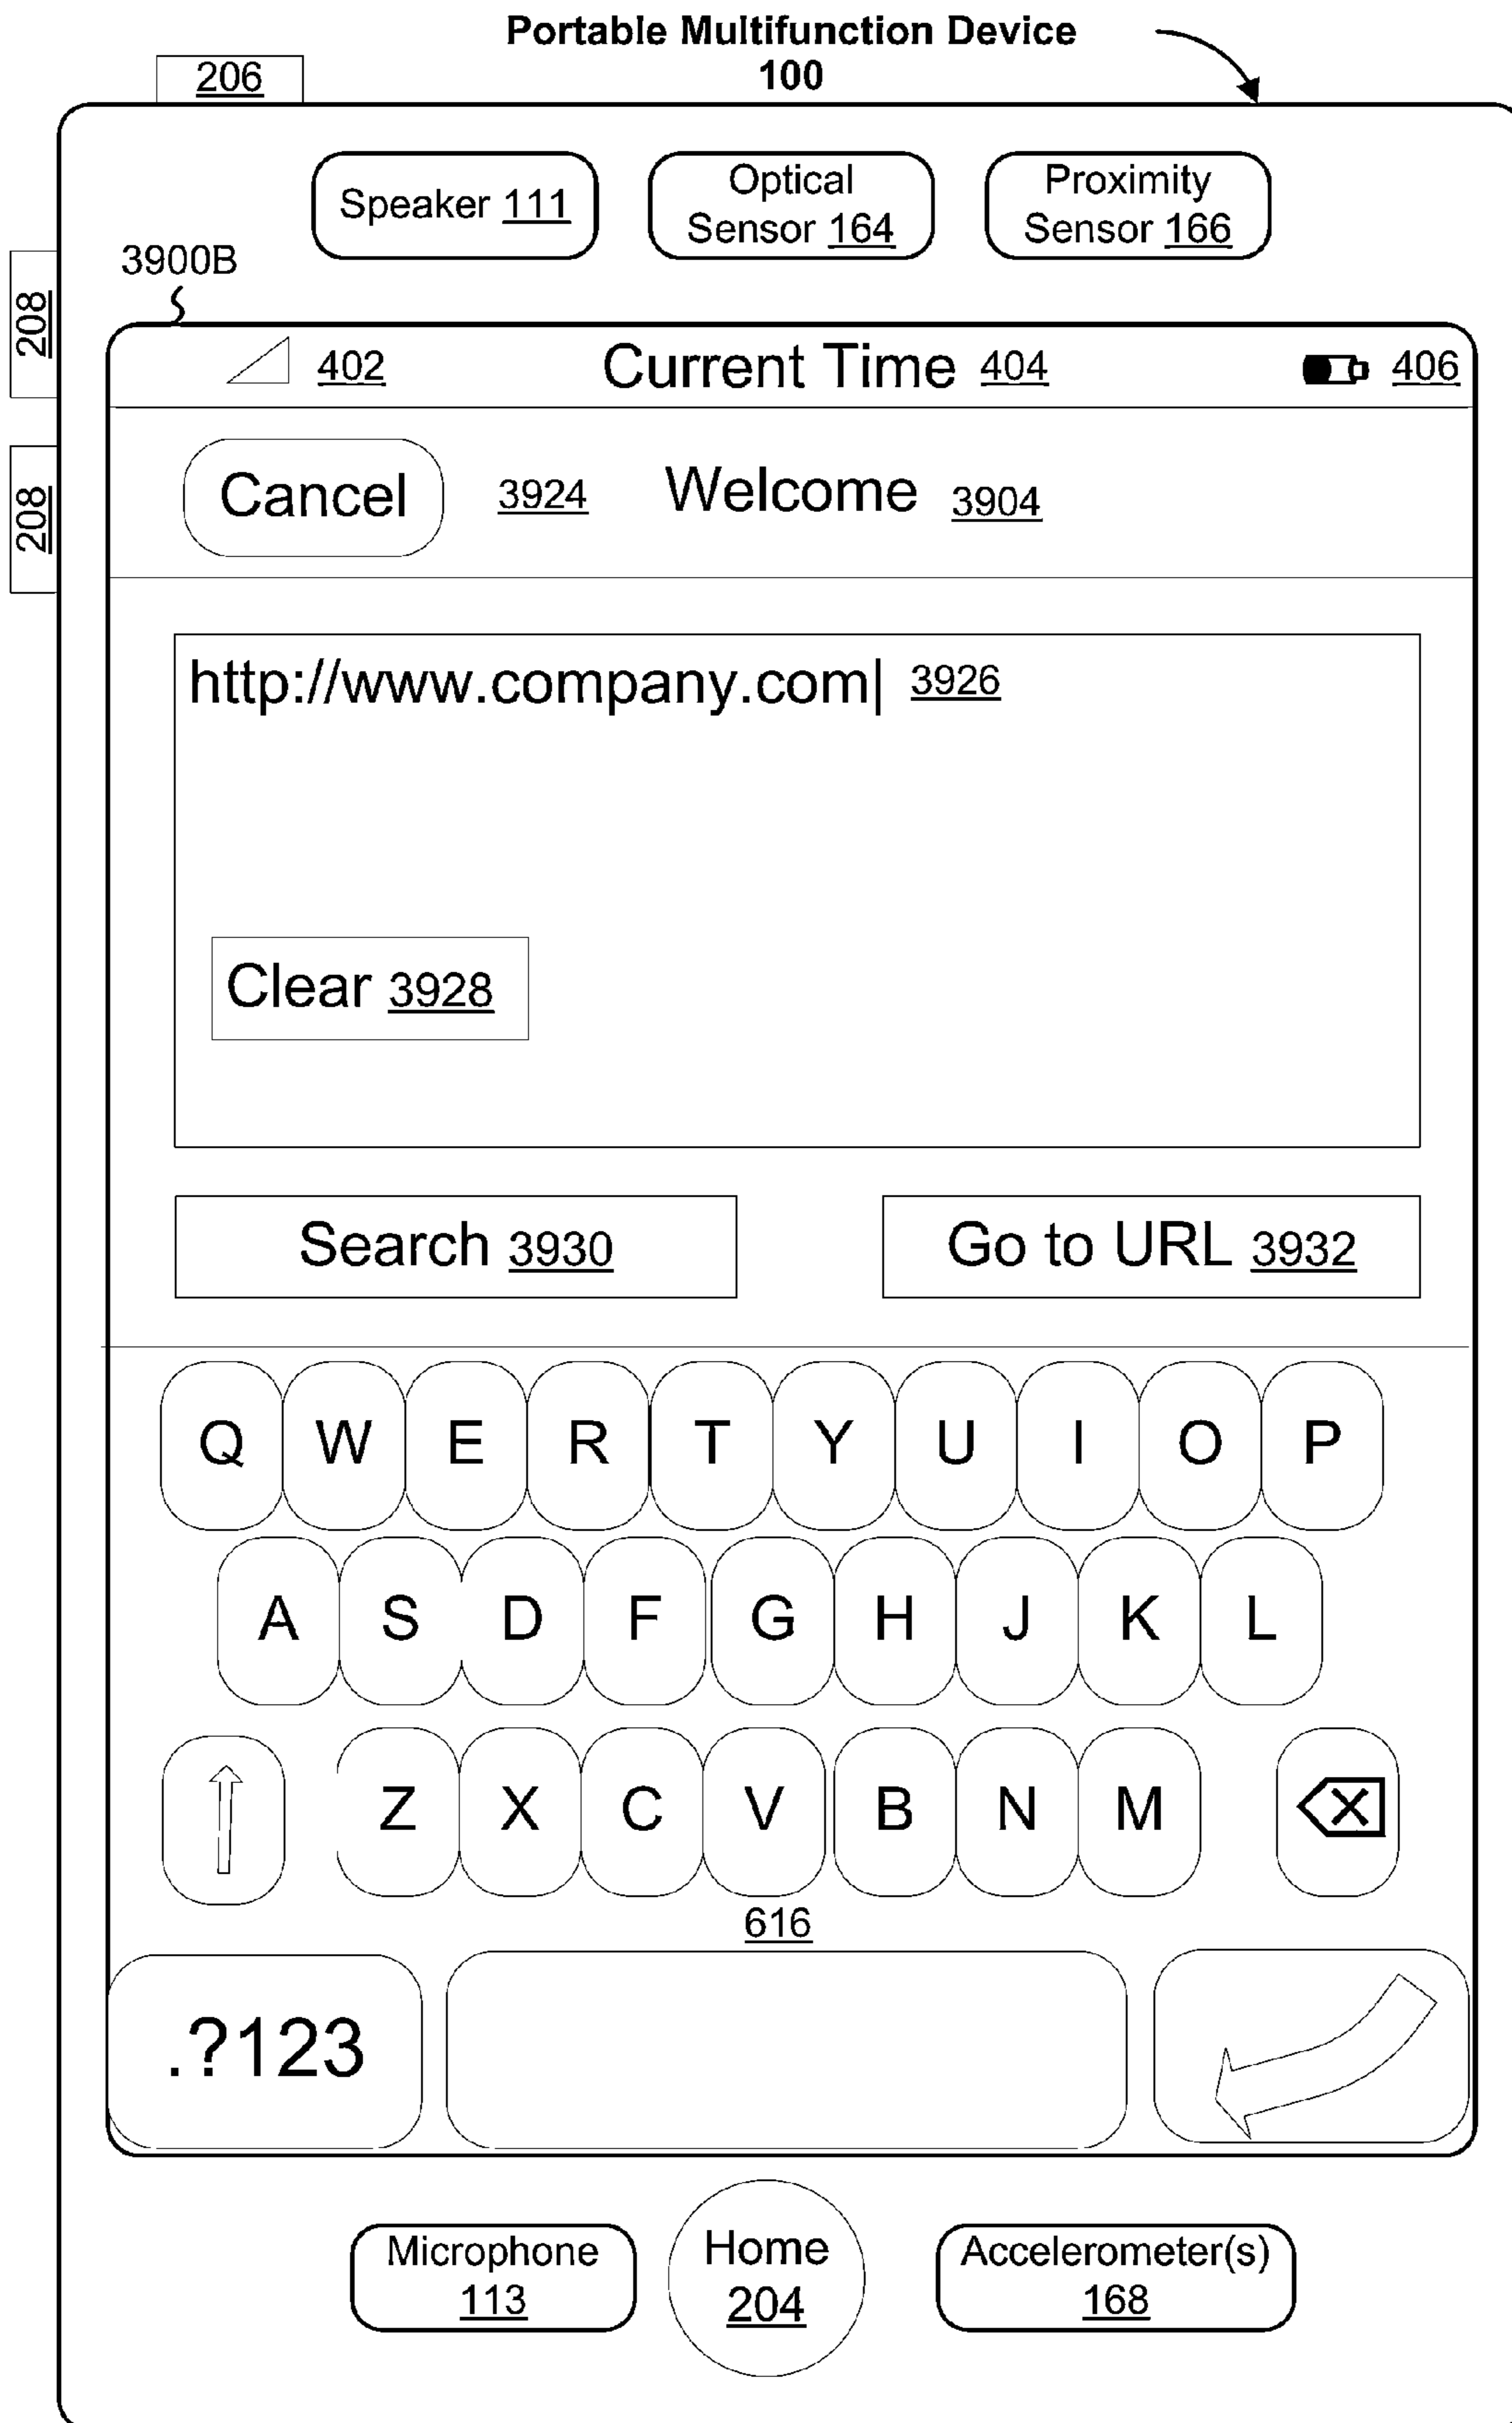 Portable Multifunction Device
100
206
Speaker 111
Optical
Sensor 164
Proximity
Sensor 166
3900B
208
208
402 Current Time 404 406
Cancel 3924 Welcome 3904
http://www.company.com| 3926
Clear 3928
Search 3930 Go to URL 3932
Q W E R T Y U I O P
A S D F G H J K L
Z X C V B N M
616
.?123
Microphone
113
Home
204
Accelerometer(s)
168